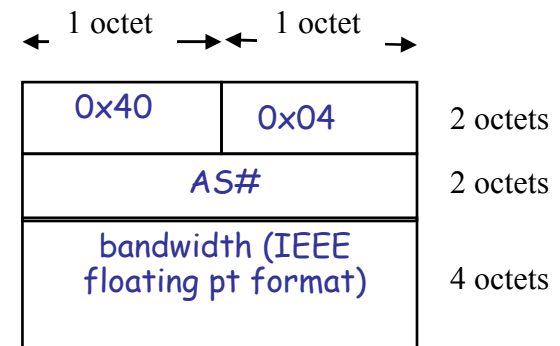 1 octet 1 octet
0x40 0x04 2 octets
AS# 2 octets
bandwidth (IEEE
floating pt format) 4 octets